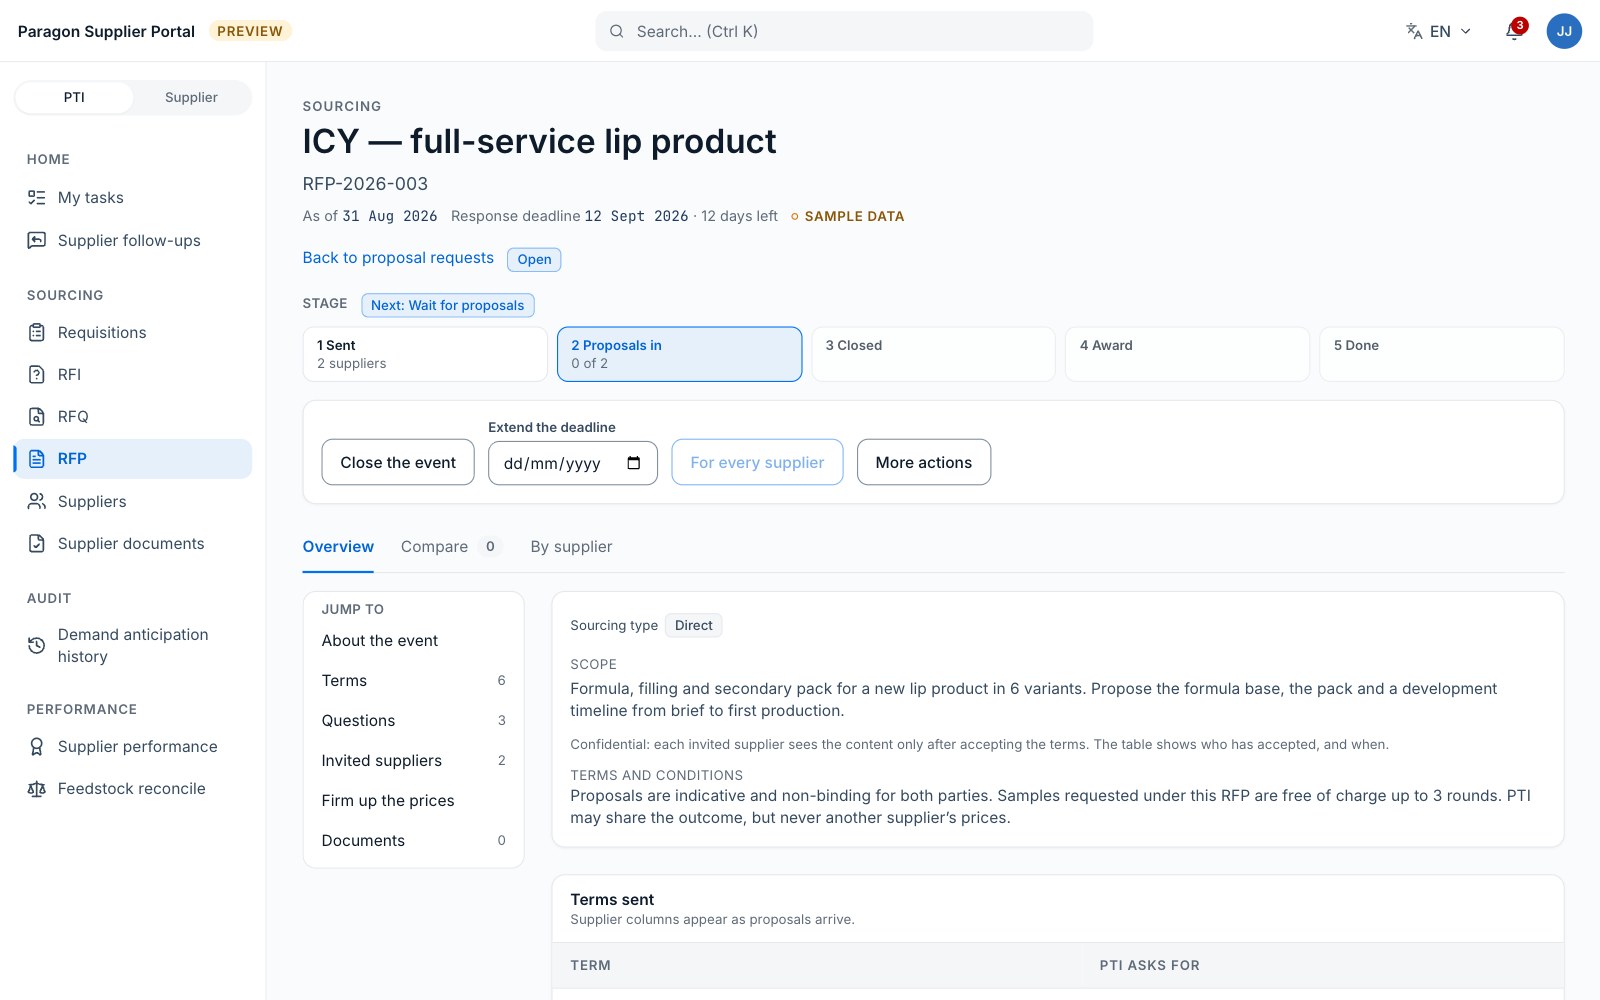 Paragon Supplier Portal PREVIEW
Search... (Ctrl K)
EN
3
JJ
PTI Supplier
HOME
My tasks
Supplier follow-ups
SOURCING
Requisitions
RFI
RFQ
RFP
Suppliers
Supplier documents
AUDIT
Demand anticipation
history
PERFORMANCE
Supplier performance
Feedstock reconcile
SOURCING
ICY — full-service lip product
RFP-2026-003
As of 31 Aug 2026 Response deadline 12 Sept 2026 · 12 days left SAMPLE DATA
Back to proposal requests Open
STAGE Next: Wait for proposals
1 Sent
2 suppliers
2 Proposals in
0 of 2
3 Closed
4 Award
5 Done
Extend the deadline
Close the event dd/mm/yyyy For every supplier More actions
Overview Compare 0 By supplier
JUMP TO
About the event
Terms 6
Questions 3
Invited suppliers 2
Firm up the prices
Documents 0
Sourcing type Direct
SCOPE
Formula, filling and secondary pack for a new lip product in 6 variants. Propose the formula base, the pack and a development
timeline from brief to first production.
Confidential: each invited supplier sees the content only after accepting the terms. The table shows who has accepted, and when.
TERMS AND CONDITIONS
Proposals are indicative and non-binding for both parties. Samples requested under this RFP are free of charge up to 3 rounds. PTI
may share the outcome, but never another supplier’s prices.
Terms sent
Supplier columns appear as proposals arrive.
TERM PTI ASKS FOR